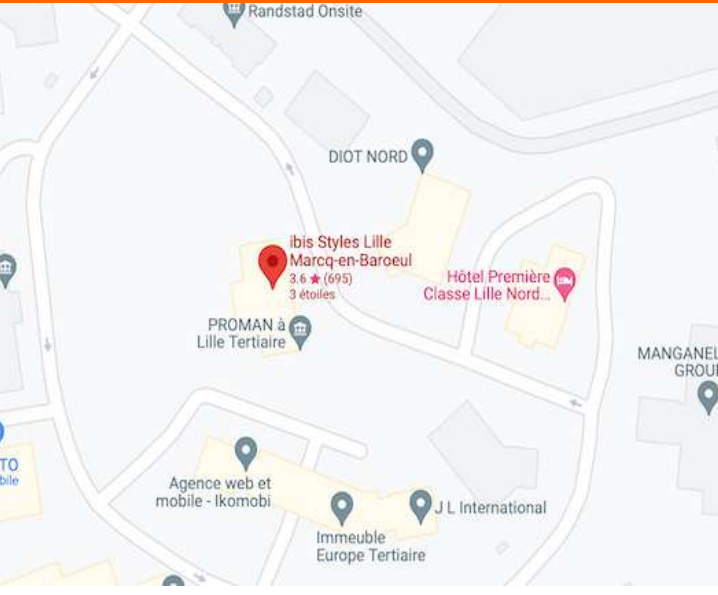 Randstad Onsite
DIOT NORD
ibis Styles Lille
Marcq-en-Baroeul
3.6 ★ (695)
3 étoiles
Hôtel Première
Classe Lille Nord...
PROMAN à
Lille Tertiaire
MANGANEL
GROUP
TO
bile
Agence web et
mobile - Ikomobi
J L International
Immeuble
Europe Tertiaire